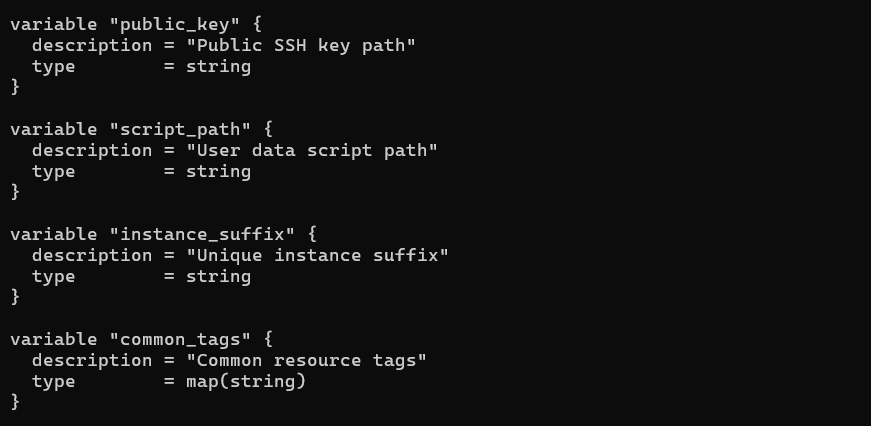 variable "public_key" {
  description = "Public SSH key path"
  type        = string
}

variable "script_path" {
  description = "User data script path"
  type        = string
}

variable "instance_suffix" {
  description = "Unique instance suffix"
  type        = string
}

variable "common_tags" {
  description = "Common resource tags"
  type        = map(string)
}